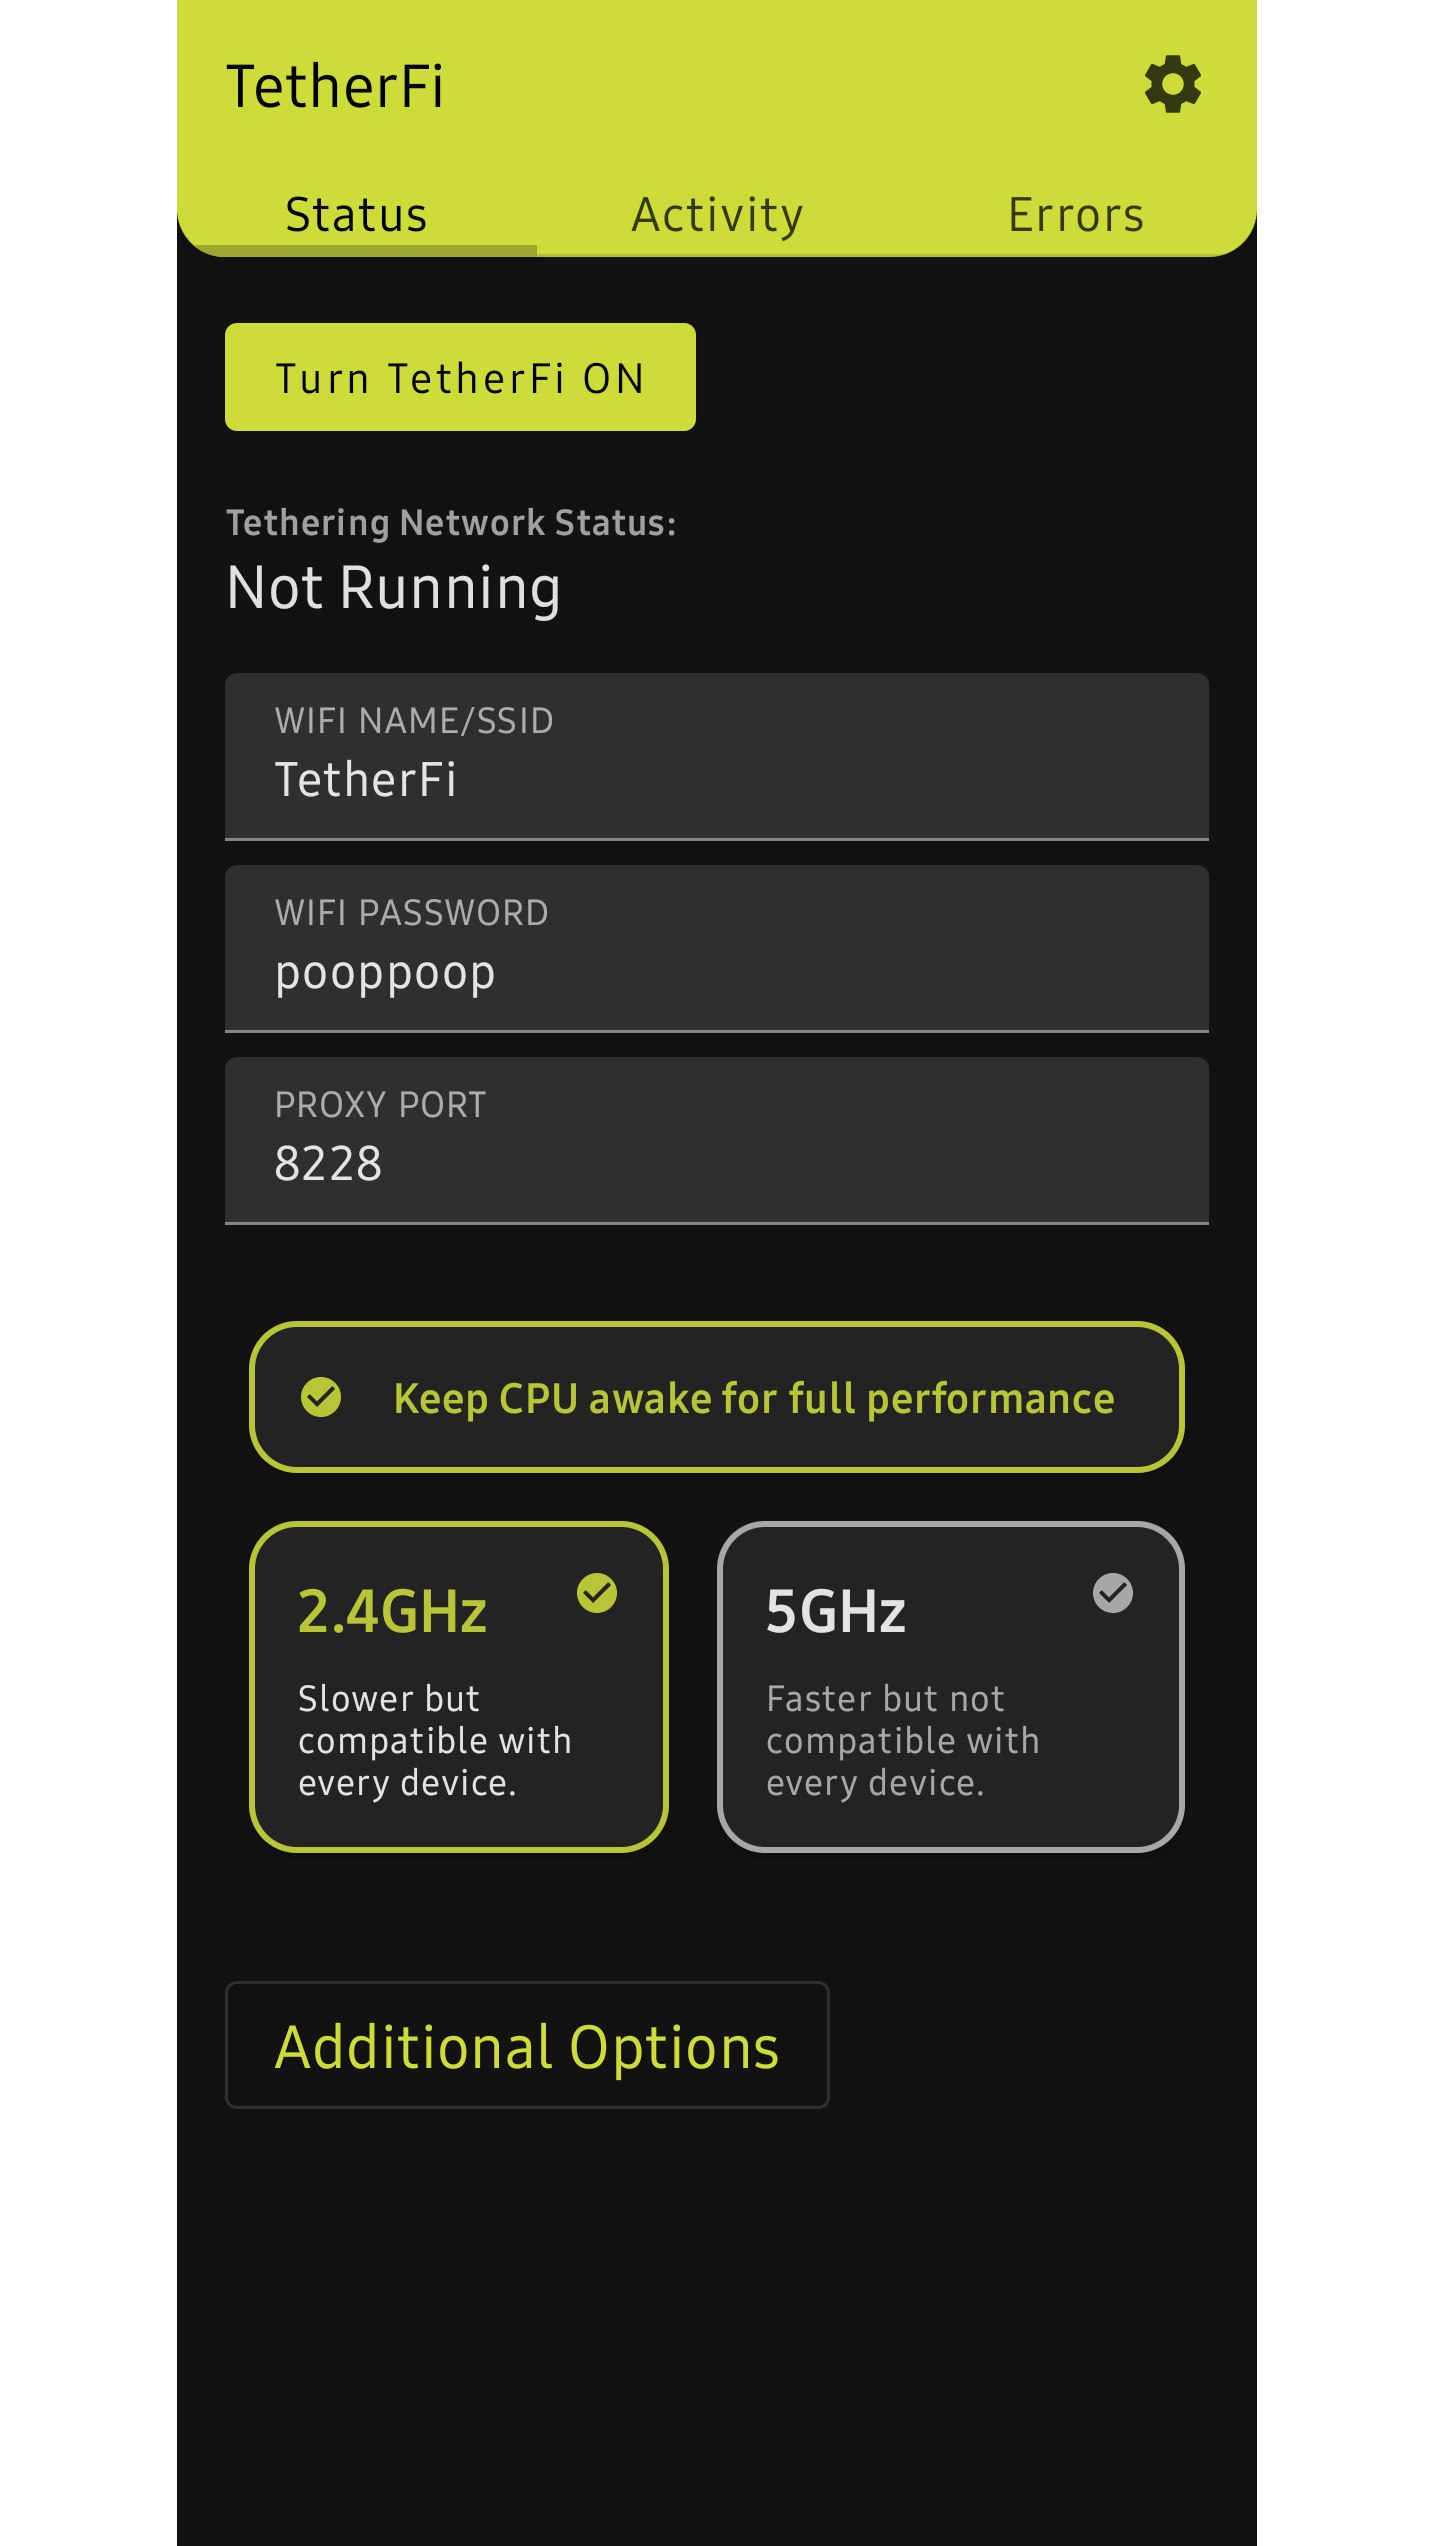 TetherFi
Status
Activity
Errors
Turn TetherFi ON
Tethering Network Status:
Not Running
WIFI NAME/SSID
TetherFi
WIFI PASSWORD
pooppoop
PROXY PORT
8228
Keep CPU awake for full performance
2.4GHz
Slower but
compatible with
every device.
5GHz
Faster but not
compatible with
every device.
Additional Options